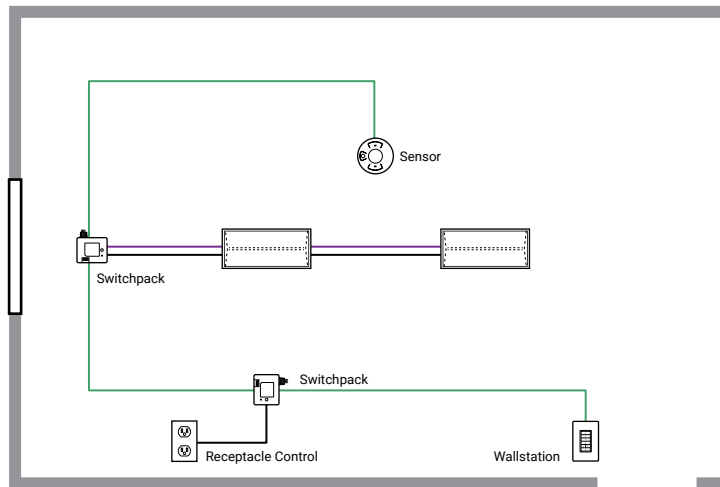 Sensor
Switchpack
Switchpack
Receptacle Control
Wallstation